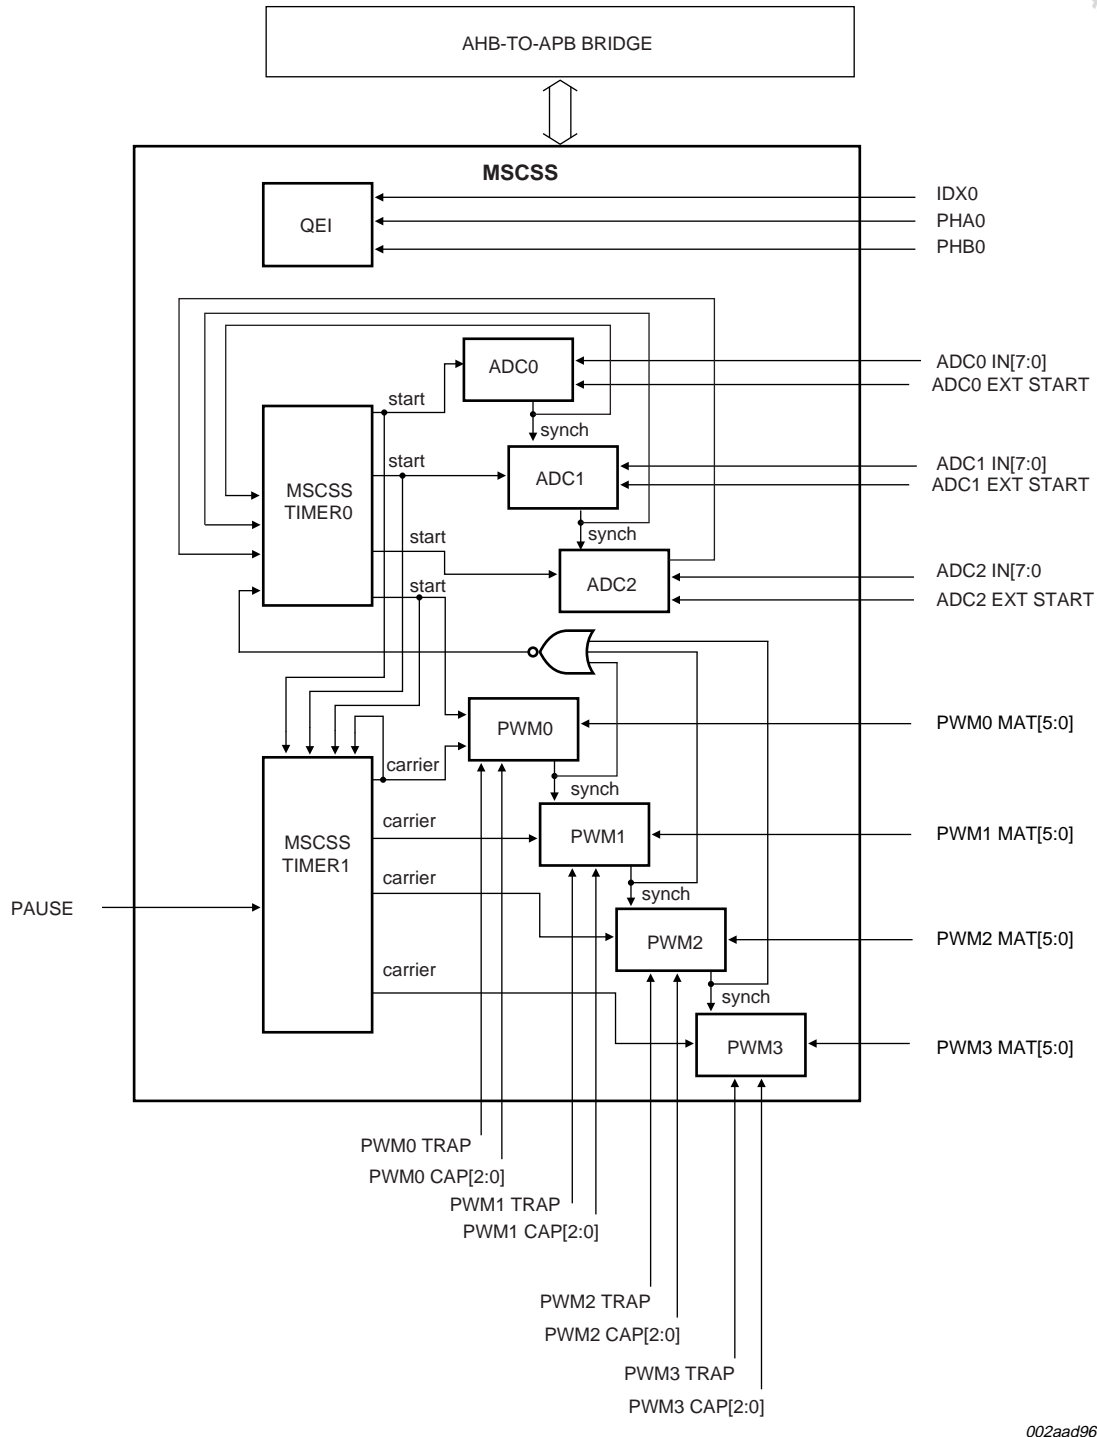 AHB-TO-APB BRIDGE
MSCSS
QEI
IDX0
PHA0
PHB0
ADC0
ADC0 IN[7:0]
ADC0 EXT START
start
synch
start
ADC1
ADC1 IN[7:0]
ADC1 EXT START
MSCSS
TIMER0
start
synch
ADC2
ADC2 IN[7:0
ADC2 EXT START
start
PWM0
PWM0 MAT[5:0]
carrier
synch
carrier
PWM1
PWM1 MAT[5:0]
MSCSS
TIMER1
carrier
synch
PAUSE
PWM2
PWM2 MAT[5:0]
carrier
synch
PWM3
PWM3 MAT[5:0]
PWM0 TRAP
PWM0 CAP[2:0]
PWM1 TRAP
PWM1 CAP[2:0]
PWM2 TRAP
PWM2 CAP[2:0]
PWM3 TRAP
PWM3 CAP[2:0]
002aad96